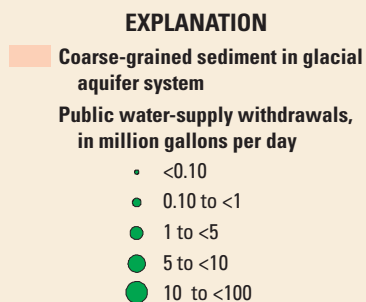 EXPLANATION
Coarse-grained sediment in glacial
aquifer system
Public water-supply withdrawals,
in million gallons per day
<0.10
0.10 to <1
1 to <5
5 to <10
10 to <100